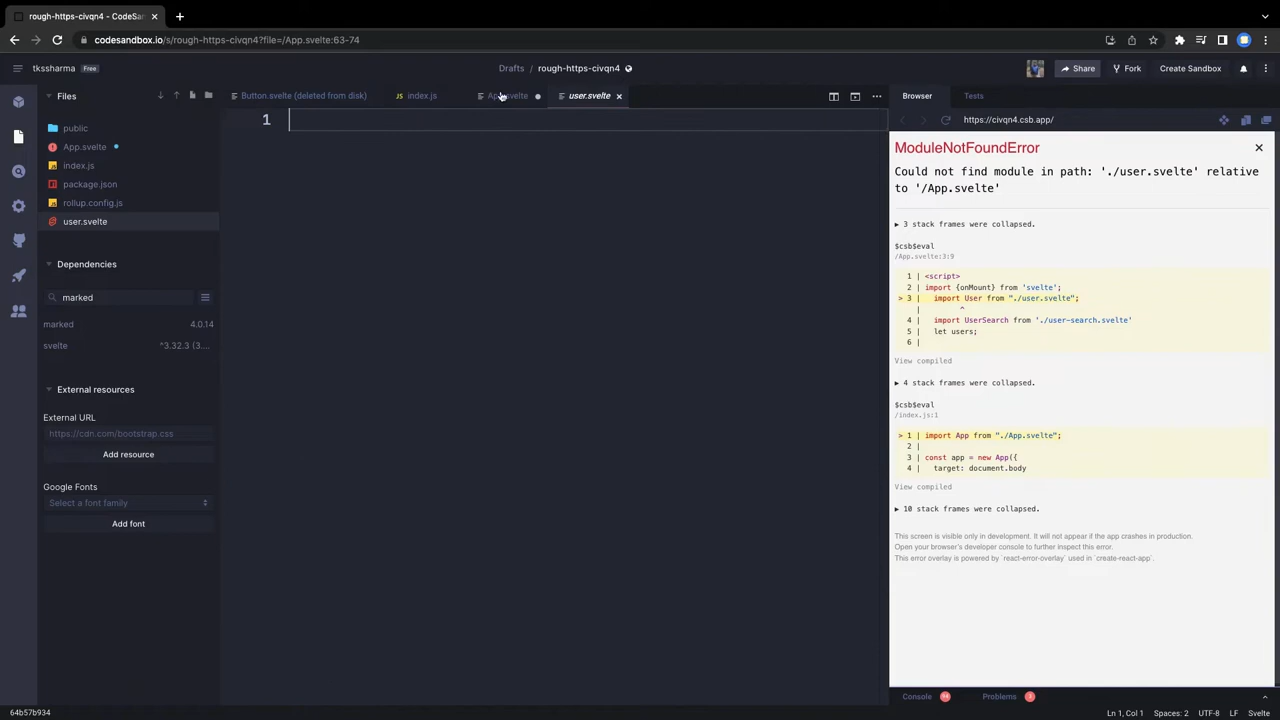 rough-https-civqn4 - CodeSan
codesandbox.io/s/rough-https-civqn4?file=/App.svelte:63-74
tkssharma Free
Drafts / rough-https-civqn4
Share
Fork
Create Sandbox
Files
Button.svelte (deleted from disk)
index.js
App.svelte
user.svelte
Browser
Tests
https://civqn4.csb.app/
public
App.svelte
index.js
package.json
rollup.config.js
user.svelte
Dependencies
marked
marked 4.0.14
svelte ^3.32.3 (3....
External resources
External URL
https://cdn.com/bootstrap.css
Add resource
Google Fonts
Select a font family
Add font
1
ModuleNotFoundError
Could not find module in path: './user.svelte' relative
to '/App.svelte'
▶ 3 stack frames were collapsed.
$csb$eval
/App.svelte:3:9
1 | <script>
2 | import {onMount} from 'svelte';
> 3 | import User from "./user.svelte";
| ^
4 | import UserSearch from './user-search.svelte'
5 | let users;
6 |
View compiled
▶ 4 stack frames were collapsed.
$csb$eval
/index.js:1
> 1 | import App from "./App.svelte";
2 |
3 | const app = new App({
4 | target: document.body
View compiled
▶ 10 stack frames were collapsed.
This screen is visible only in development. It will not appear if the app crashes in production.
Open your browser's developer console to further inspect this error.
This error overlay is powered by `react-error-overlay` used in `create-react-app`.
Console 94
Problems 3
64b57b934
Ln 1, Col 1
Spaces: 2
UTF-8
LF
Svelte